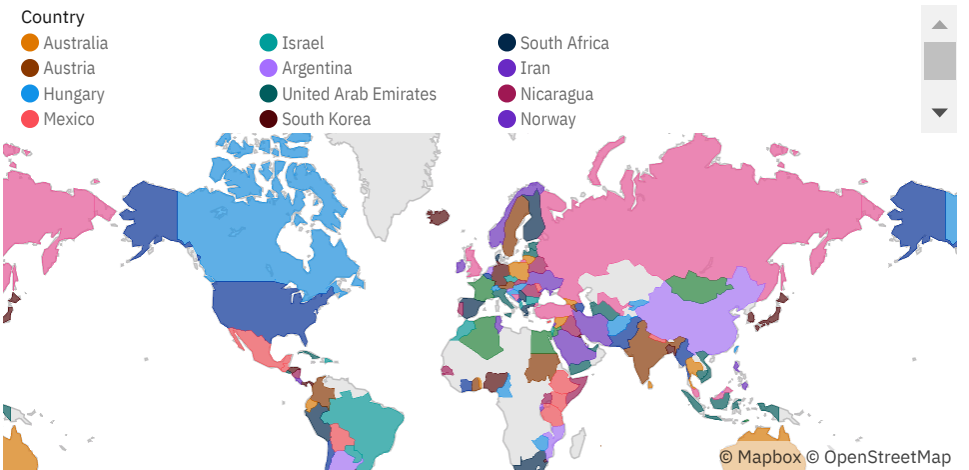 Country
Australia
Israel
South Africa
Austria
Argentina
Iran
Hungary
United Arab Emirates
Nicaragua
Mexico
South Korea
Norway
© Mapbox © OpenStreetMap